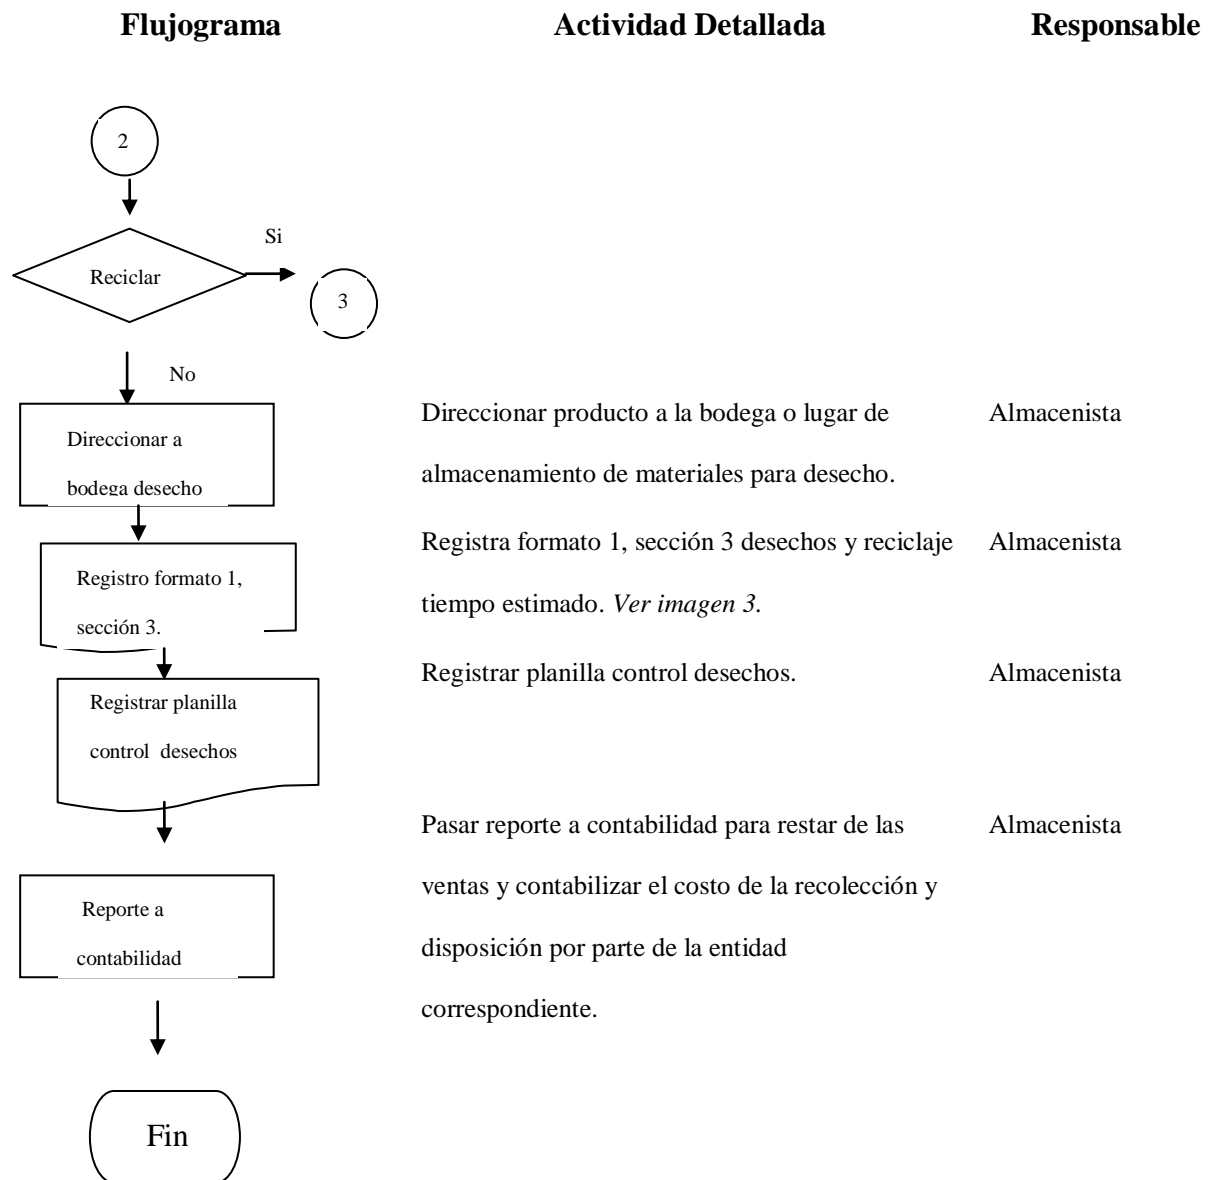 Flujograma Actividad Detallada Responsable
2
Si
Reciclar
3
No
Direccionar a
bodega desecho
Direccionar producto a la bodega o lugar de
almacenamiento de materiales para desecho.
Almacenista
Registro formato 1,
sección 3.
Registra formato 1, sección 3 desechos y reciclaje
tiempo estimado. Ver imagen 3.
Almacenista
Registrar planilla
control desechos
Registrar planilla control desechos.
Almacenista
Reporte a
contabilidad
Pasar reporte a contabilidad para restar de las
ventas y contabilizar el costo de la recolección y
disposición por parte de la entidad
correspondiente.
Almacenista
Fin